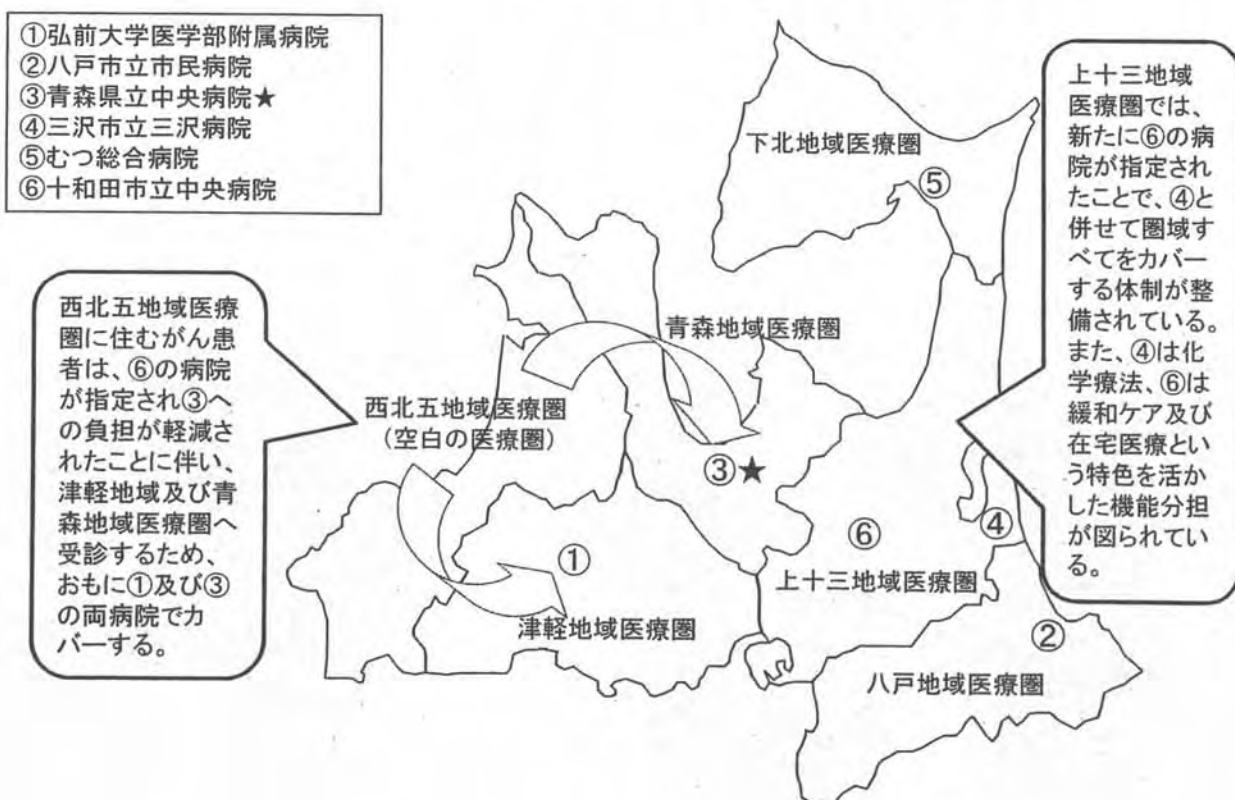 ①弘前大学医学部附属病院
②八戸市立市民病院
③青森県立中央病院★
④三沢市立三沢病院
⑤むつ総合病院
⑥十和田市立中央病院
上十三地域
医療圏では、
新たに⑥の病
院が指定され
たことで、④と
併せて圏域す
べてをカバー
する体制が整
備されている。
また、④は化
学療法、⑥は
緩和ケア及び
在宅医療とい
う特色を活か
した機能分担
が図られてい
る。
下北地域医療圏
⑤
西北五地域医療
圏に住むがん患
者は、⑥の病院
が指定され③へ
の負担が軽減さ
れたことに伴い、
津軽地域及び青
森地域医療圏へ
受診するため、
おもに①及び③
の両病院でカ
バーする。
青森地域医療圏
西北五地域医療圏
(空白の医療圏)
③★
④
⑥
①
上十三地域医療圏
津軽地域医療圏
②
八戸地域医療圏